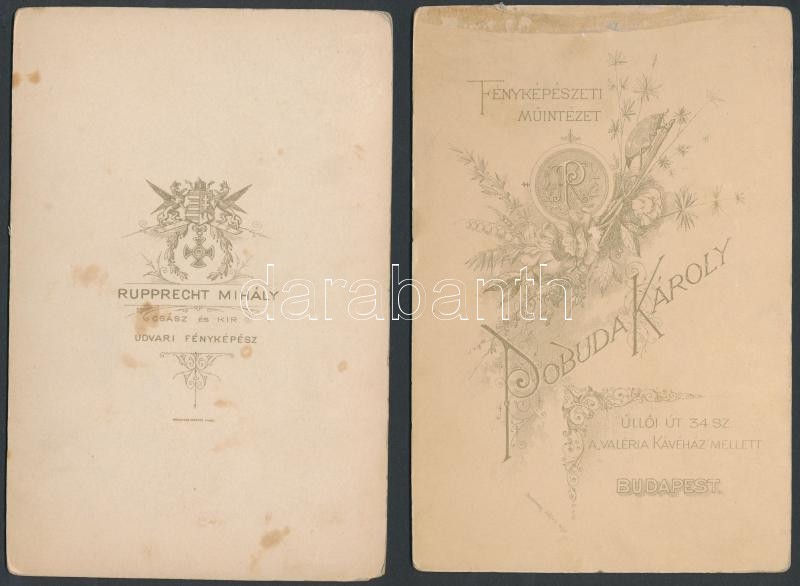 RUPPRECHT MIHÁLY
CSÁSZ ÉS KIR
UDVARI FÉNYKÉPÉSZ
FÉNYKÉPÉSZETI
MŰINTÉZET
POBUDA KÁROLY
ÜLLŐI ÚT 34 SZ.
A „VALÉRIA KÁVÉHÁZ” MELLETT
BUDAPEST.
darabanth